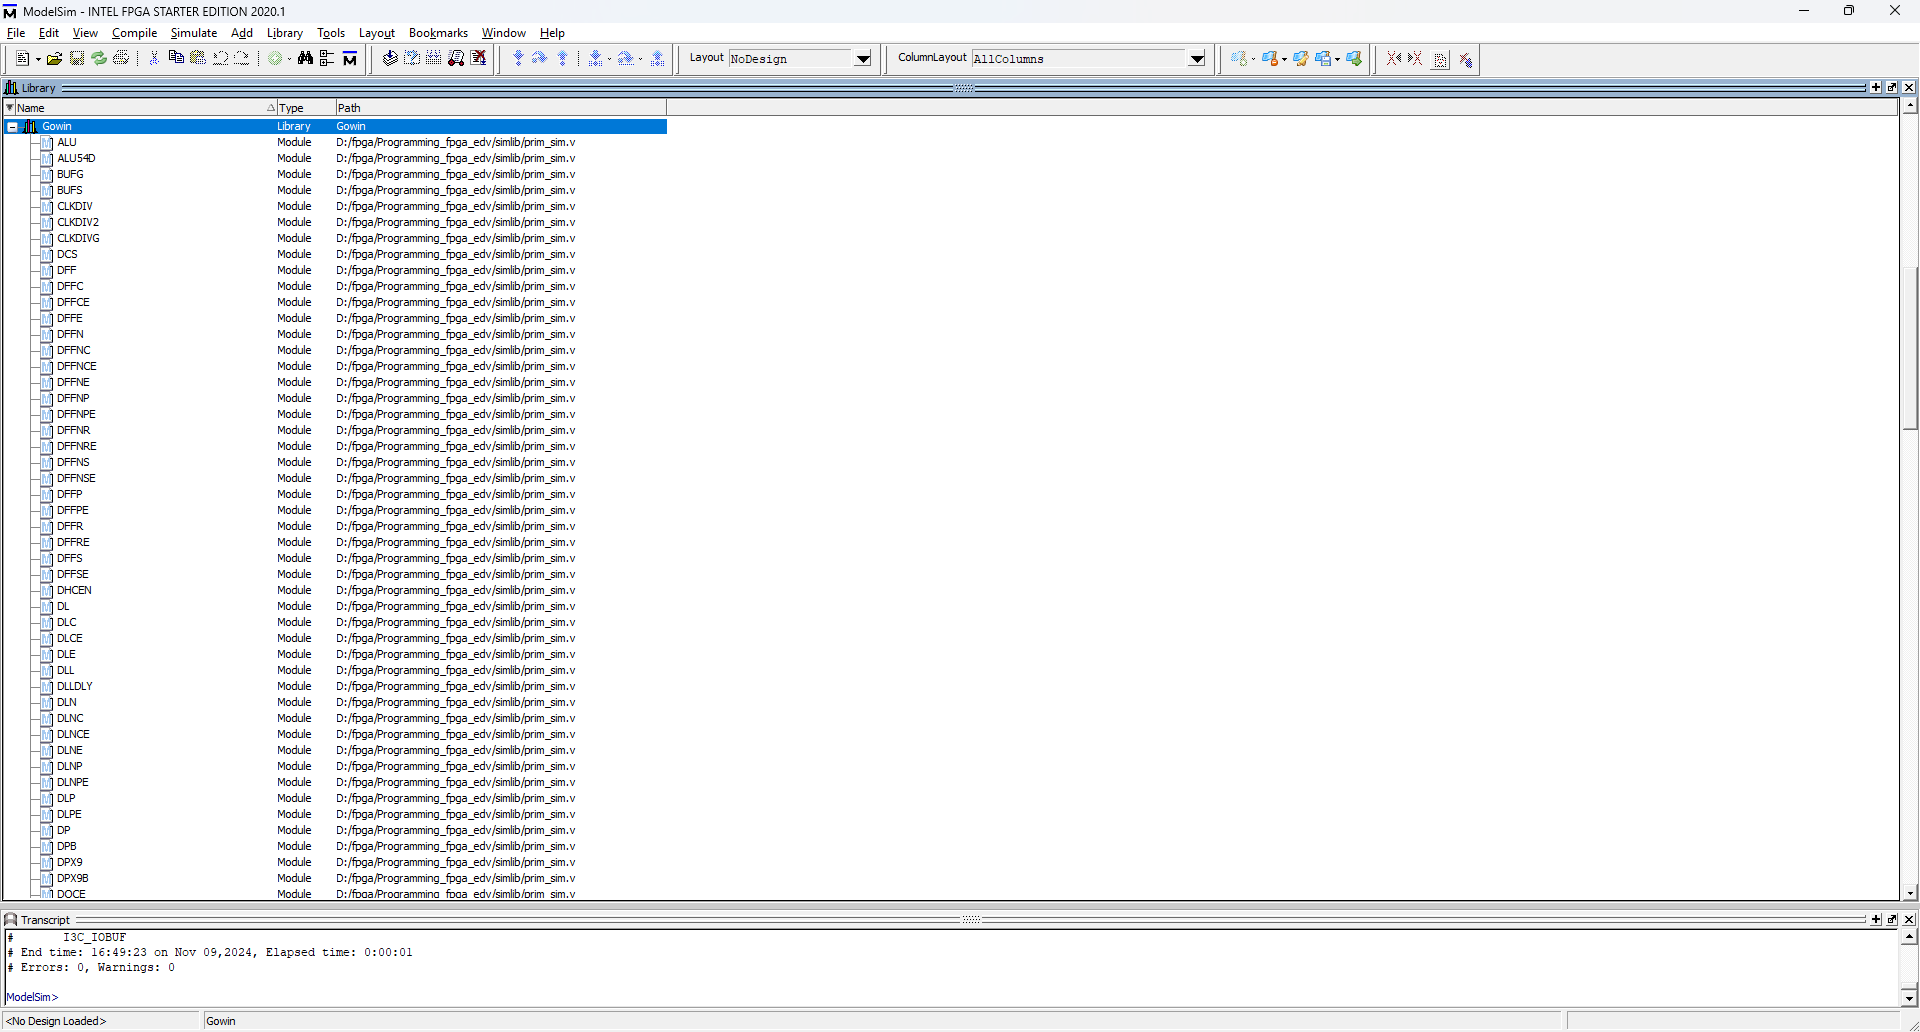 ModelSim - INTEL FPGA STARTER EDITION 2020.1
File Edit View Compile Simulate Add Library Tools Layout Bookmarks Window Help
Layout NoDesign ColumnLayout AllColumns
Library
Name Type Path
Gowin Library Gowin
ALU Module D:/fpga/Programming_fpga_edv/simlib/prim_sim.v
ALU54D Module D:/fpga/Programming_fpga_edv/simlib/prim_sim.v
BUFG Module D:/fpga/Programming_fpga_edv/simlib/prim_sim.v
BUFS Module D:/fpga/Programming_fpga_edv/simlib/prim_sim.v
CLKDIV Module D:/fpga/Programming_fpga_edv/simlib/prim_sim.v
CLKDIV2 Module D:/fpga/Programming_fpga_edv/simlib/prim_sim.v
CLKDIVG Module D:/fpga/Programming_fpga_edv/simlib/prim_sim.v
DCS Module D:/fpga/Programming_fpga_edv/simlib/prim_sim.v
DFF Module D:/fpga/Programming_fpga_edv/simlib/prim_sim.v
DFFC Module D:/fpga/Programming_fpga_edv/simlib/prim_sim.v
DFFCE Module D:/fpga/Programming_fpga_edv/simlib/prim_sim.v
DFFE Module D:/fpga/Programming_fpga_edv/simlib/prim_sim.v
DFFN Module D:/fpga/Programming_fpga_edv/simlib/prim_sim.v
DFFNC Module D:/fpga/Programming_fpga_edv/simlib/prim_sim.v
DFFNCE Module D:/fpga/Programming_fpga_edv/simlib/prim_sim.v
DFFNE Module D:/fpga/Programming_fpga_edv/simlib/prim_sim.v
DFFNP Module D:/fpga/Programming_fpga_edv/simlib/prim_sim.v
DFFNPE Module D:/fpga/Programming_fpga_edv/simlib/prim_sim.v
DFFNR Module D:/fpga/Programming_fpga_edv/simlib/prim_sim.v
DFFNRE Module D:/fpga/Programming_fpga_edv/simlib/prim_sim.v
DFFNS Module D:/fpga/Programming_fpga_edv/simlib/prim_sim.v
DFFNSE Module D:/fpga/Programming_fpga_edv/simlib/prim_sim.v
DFFP Module D:/fpga/Programming_fpga_edv/simlib/prim_sim.v
DFFPE Module D:/fpga/Programming_fpga_edv/simlib/prim_sim.v
DFFR Module D:/fpga/Programming_fpga_edv/simlib/prim_sim.v
DFFRE Module D:/fpga/Programming_fpga_edv/simlib/prim_sim.v
DFFS Module D:/fpga/Programming_fpga_edv/simlib/prim_sim.v
DFFSE Module D:/fpga/Programming_fpga_edv/simlib/prim_sim.v
DHCEN Module D:/fpga/Programming_fpga_edv/simlib/prim_sim.v
DL Module D:/fpga/Programming_fpga_edv/simlib/prim_sim.v
DLC Module D:/fpga/Programming_fpga_edv/simlib/prim_sim.v
DLCE Module D:/fpga/Programming_fpga_edv/simlib/prim_sim.v
DLE Module D:/fpga/Programming_fpga_edv/simlib/prim_sim.v
DLL Module D:/fpga/Programming_fpga_edv/simlib/prim_sim.v
DLLDLY Module D:/fpga/Programming_fpga_edv/simlib/prim_sim.v
DLN Module D:/fpga/Programming_fpga_edv/simlib/prim_sim.v
DLNC Module D:/fpga/Programming_fpga_edv/simlib/prim_sim.v
DLNCE Module D:/fpga/Programming_fpga_edv/simlib/prim_sim.v
DLNE Module D:/fpga/Programming_fpga_edv/simlib/prim_sim.v
DLNP Module D:/fpga/Programming_fpga_edv/simlib/prim_sim.v
DLNPE Module D:/fpga/Programming_fpga_edv/simlib/prim_sim.v
DLP Module D:/fpga/Programming_fpga_edv/simlib/prim_sim.v
DLPE Module D:/fpga/Programming_fpga_edv/simlib/prim_sim.v
DP Module D:/fpga/Programming_fpga_edv/simlib/prim_sim.v
DPB Module D:/fpga/Programming_fpga_edv/simlib/prim_sim.v
DPX9 Module D:/fpga/Programming_fpga_edv/simlib/prim_sim.v
DPX9B Module D:/fpga/Programming_fpga_edv/simlib/prim_sim.v
DQCE Module D:/fpga/Programming_fpga_edv/simlib/prim_sim.v
Transcript
# I3C_IOBUF
# End time: 16:49:23 on Nov 09,2024, Elapsed time: 0:00:01
# Errors: 0, Warnings: 0
ModelSim>
<No Design Loaded> Gowin